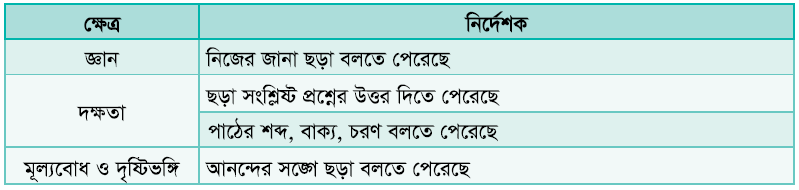 ক্ষেত্র নির্দেশক
জ্ঞান নিজের জানা ছড়া বলতে পেরেছে
দক্ষতা ছড়া সংশ্লিষ্ট প্রশ্নের উত্তর দিতে পেরেছে
পাঠের শব্দ, বাক্য, চরণ বলতে পেরেছে
মূল্যবোধ ও দৃষ্টিভঙ্গি আনন্দের সঙ্গে ছড়া বলতে পেরেছে